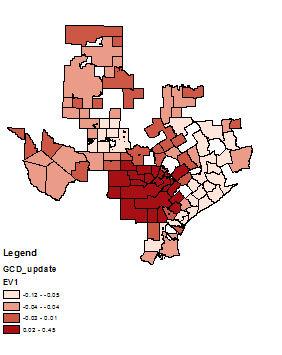 Legend
GCD_update
EV1
-0.12 - -0.05
-0.04 - -0.04
-0.03 - 0.01
0.02 - 0.45